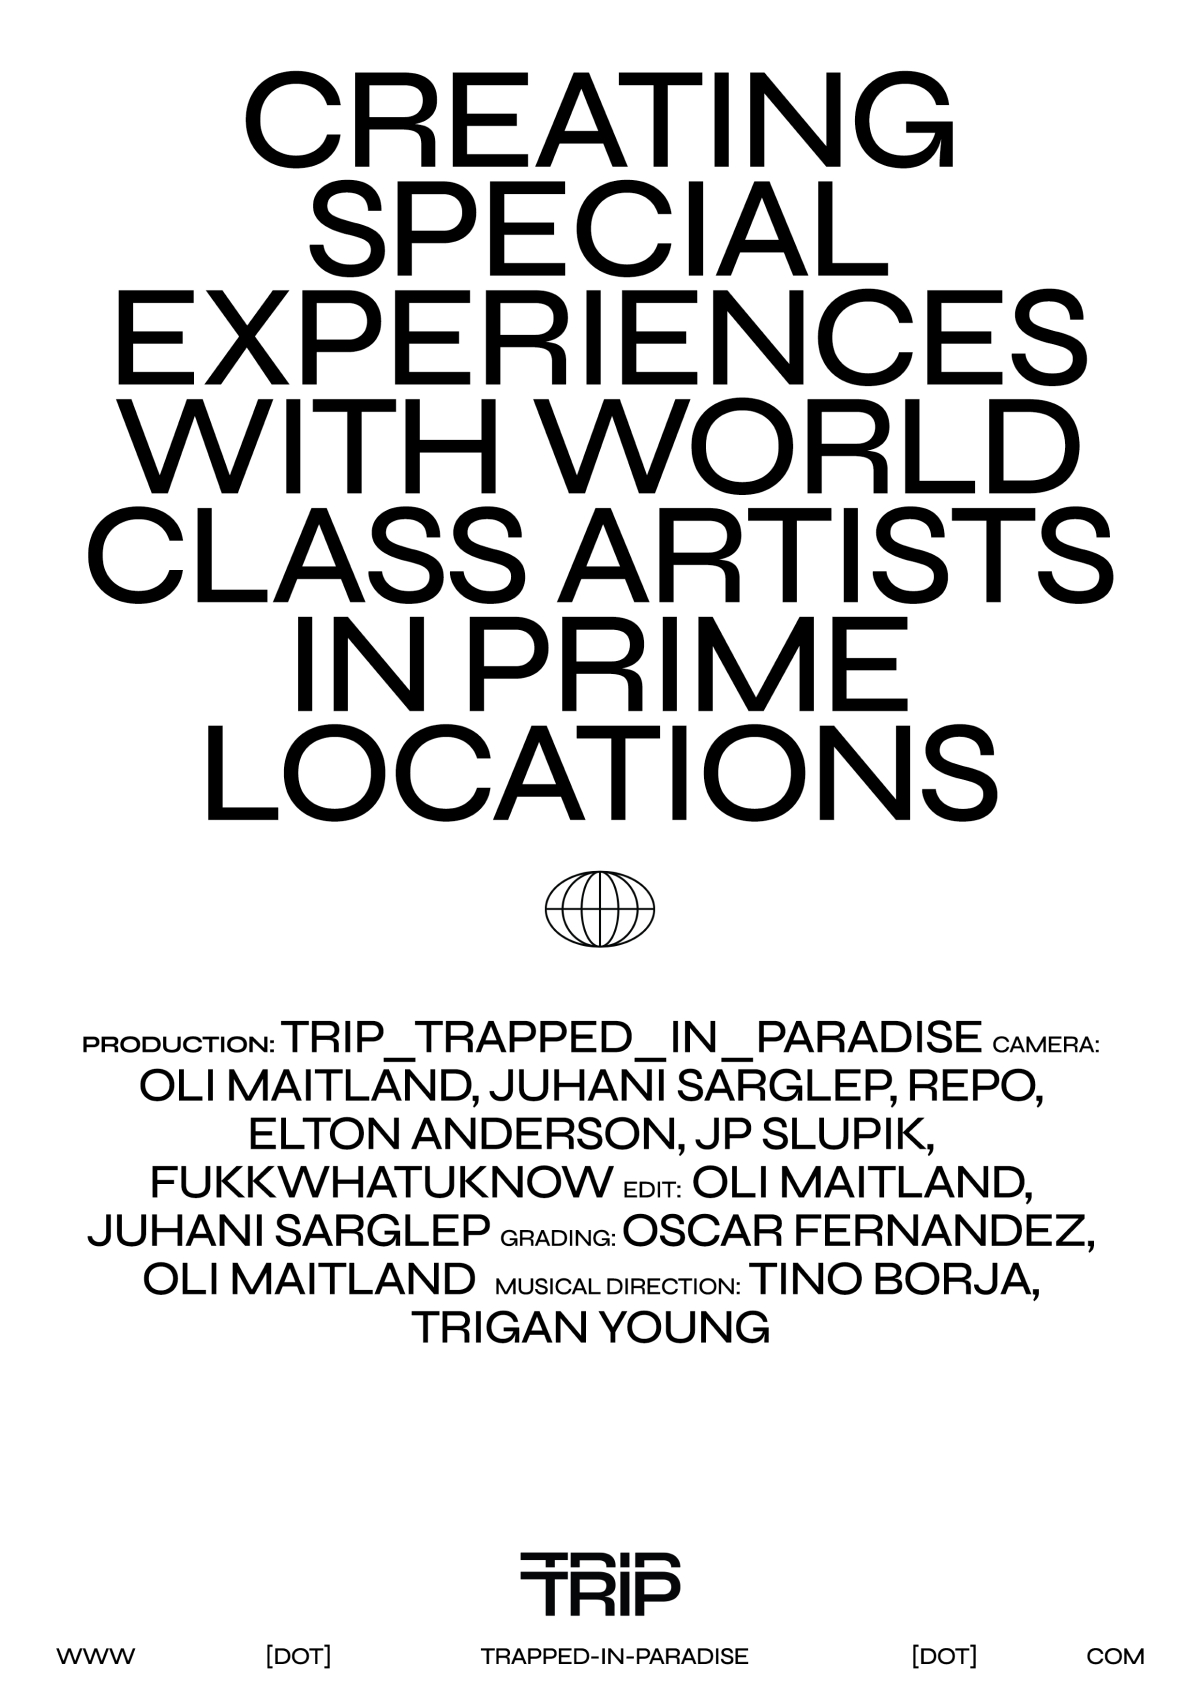 CREATING
SPECIAL
EXPERIENCES
WITH WORLD
CLASS ARTISTS
IN PRIME
LOCATIONS
PRODUCTION: TRIP_TRAPPED_IN_PARADISE CAMERA:
OLI MAITLAND, JUHANI SARGLEP, REPO,
ELTON ANDERSON, JP SLUPIK,
FUKKWHATUKNOW EDIT: OLI MAITLAND,
JUHANI SARGLEP GRADING: OSCAR FERNANDEZ,
OLI MAITLAND MUSICAL DIRECTION: TINO BORJA,
TRIGAN YOUNG
TRIP
TRIP
WWW [DOT] TRAPPED-IN-PARADISE [DOT] COM